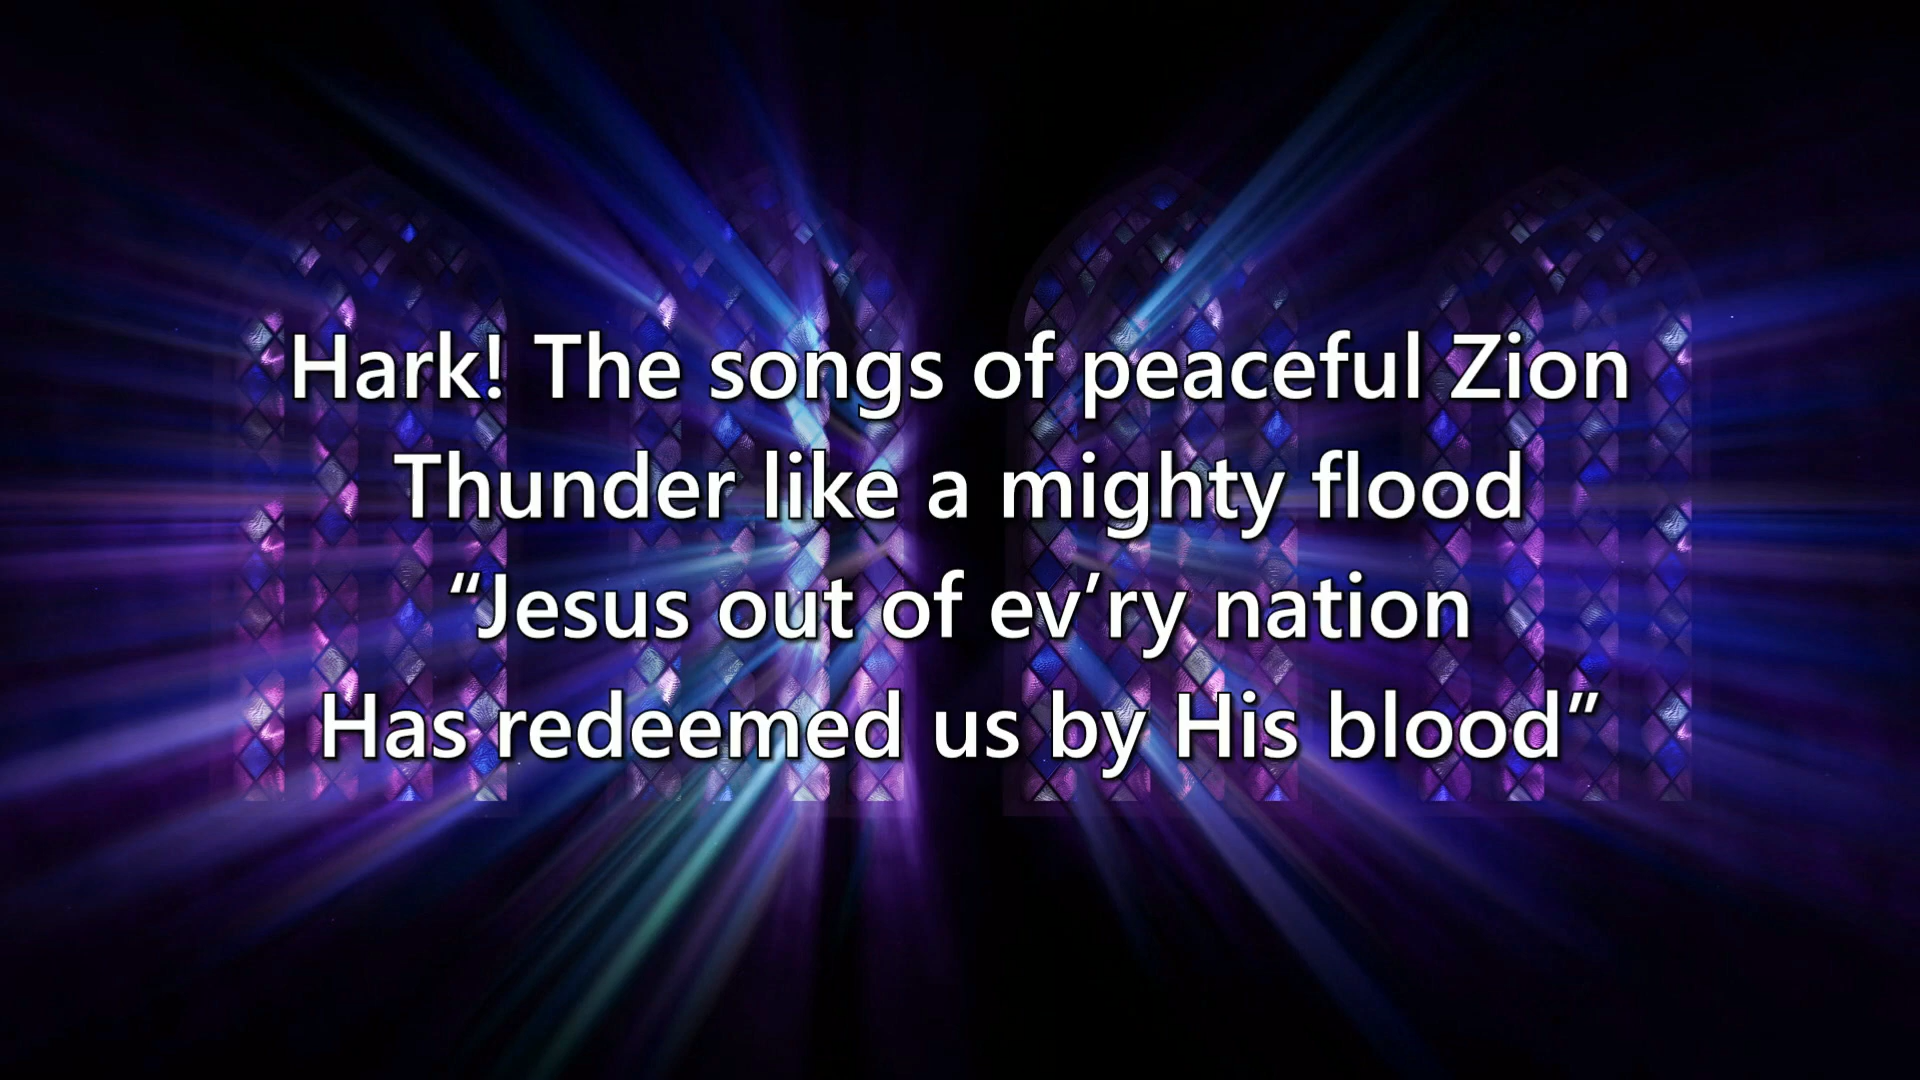 Hark! The songs of peaceful Zion
Thunder like a mighty flood
“Jesus out of ev’ry nation
Has redeemed us by His blood”